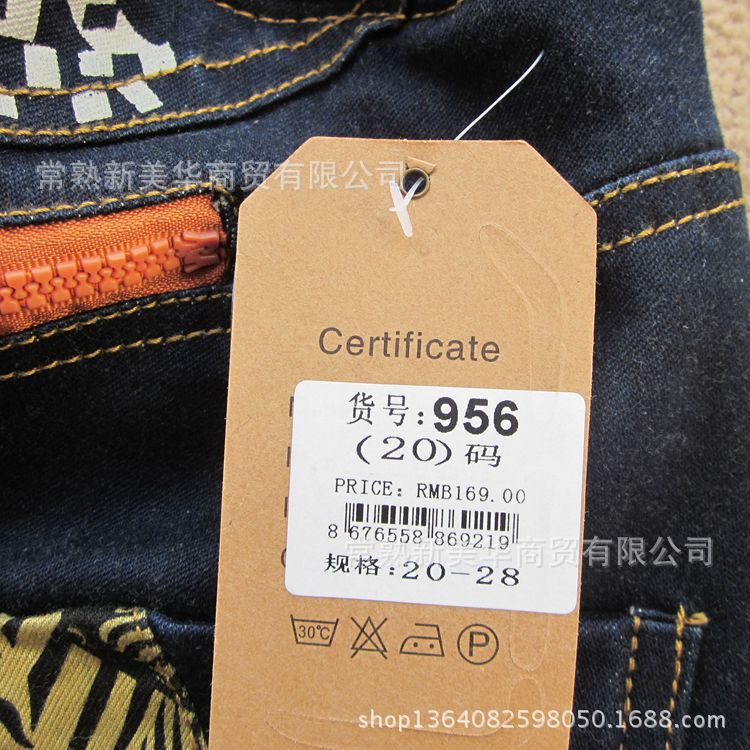 常熟新美华商贸有限公司
Certificate
货号:956
(20)码
PRICE: RMB169.00
8 676558 869219
常熟新美华商贸有限公司
规格:20-28
30℃
P
shop1364082598050.1688.com